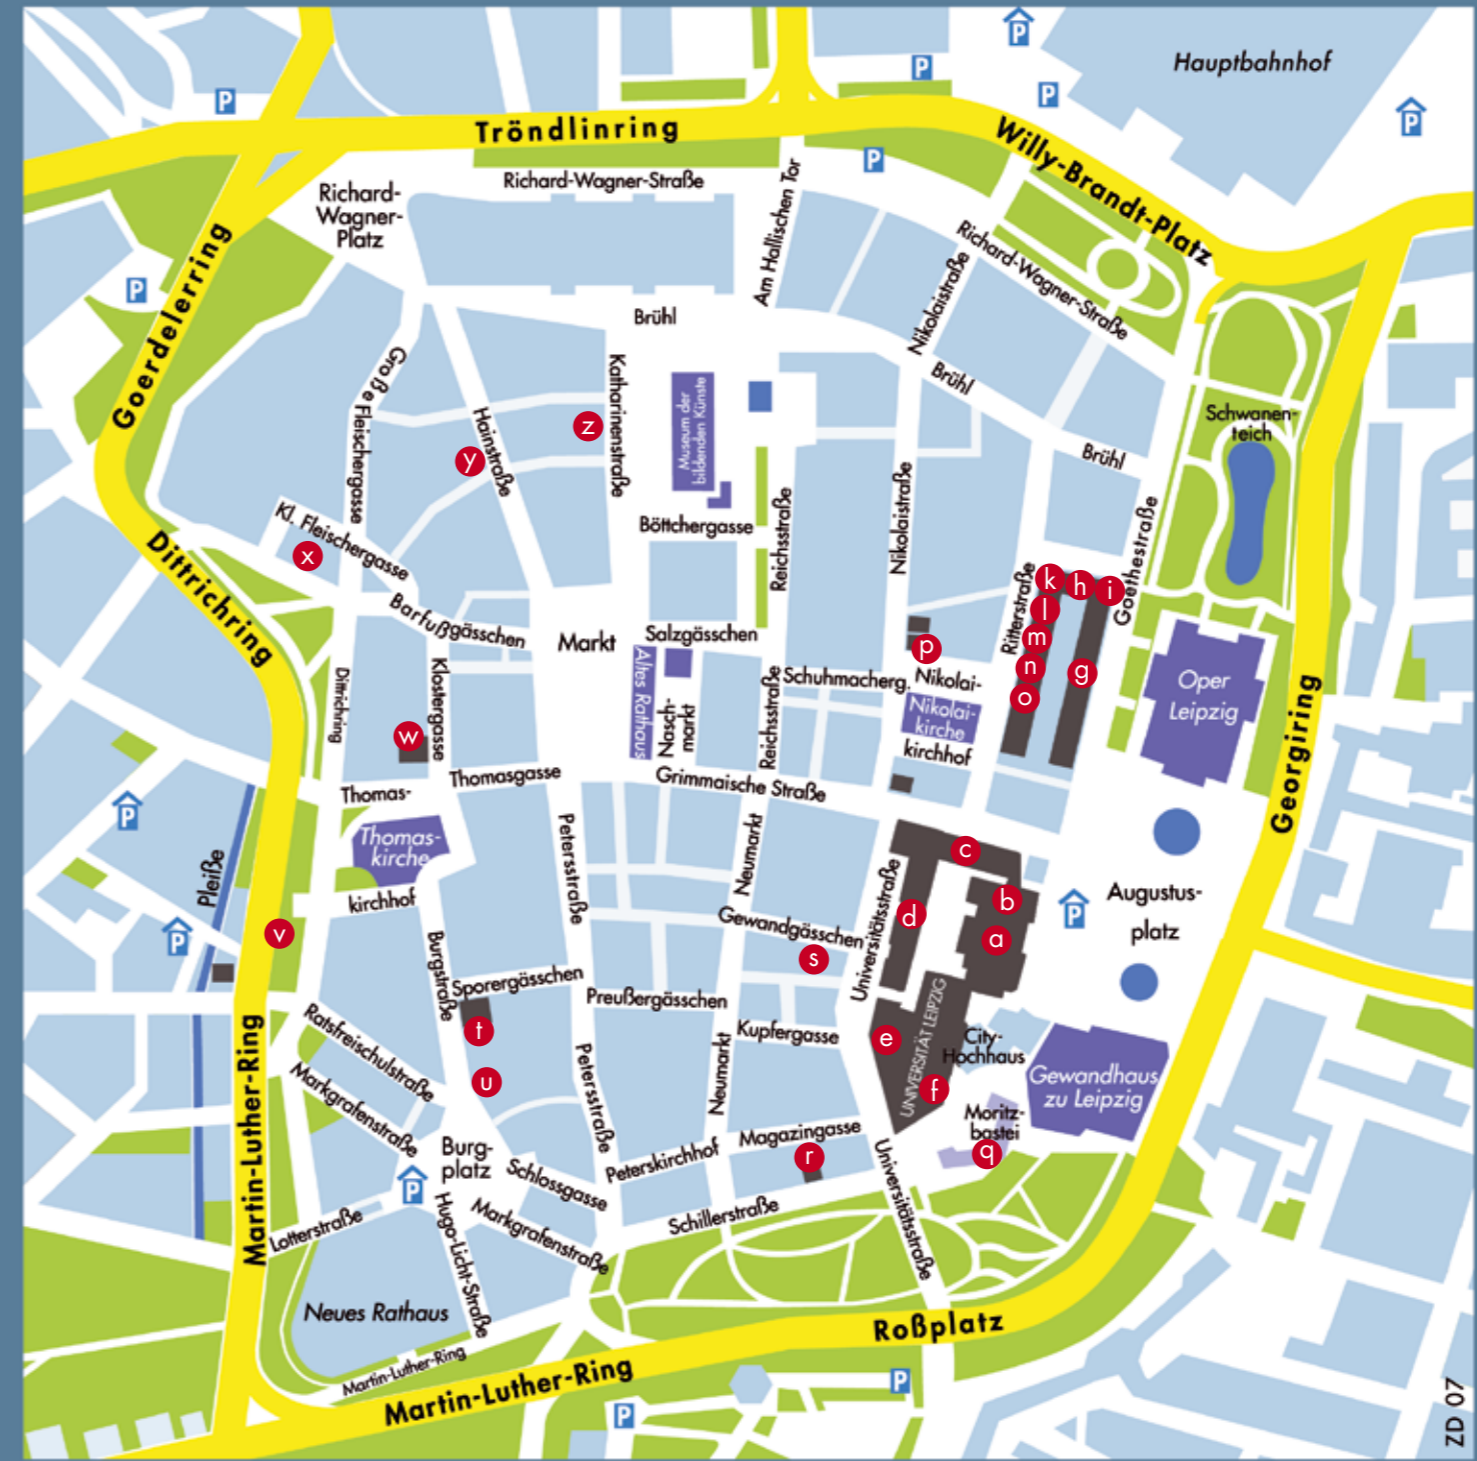 Hauptbahnhof
P
P
P
P
P
P
Tröndlinring
Willy-Brandt-Platz
Richard-
Wagner-
Platz
Richard-Wagner-Straße
Am Hallischen Tor
Nikolaistraße
Richard-Wagner-Straße
P
Goerdelerring
Brühl
Brühl
Brühl
Große Fleischergasse
Hainstraße
Katharinenstraße
Museum der
bildenden Künste
z
y
Schwanen-
teich
Kl. Fleischergasse
x
Böttchergasse
Reichsstraße
Nikolaistraße
Goethestraße
Dittrichring
Barfußgässchen
Markt
Salzgässchen
Ritterstraße
k
h
i
l
m
n
o
g
p
Altes Rathaus
Nasch-
markt
Reichsstraße
Schuhmacherg.
Nikolai-
Nikolai-
kirche
kirchhof
Oper
Leipzig
Georgiring
Dittrichring
Klostergasse
w
Thomasgasse
Grimmaische Straße
Thomas-
Thomas-
kirche
kirchhof
P
Pleiße
P
v
Petersstraße
Neumarkt
Universitätsstraße
c
b
a
d
P
Augustus-
platz
Gewandgässchen
s
Burgstraße
Sporergässchen
t
u
Preußergässchen
Kupfergasse
Neumarkt
Petersstraße
e
f
UNIVERSITÄT LEIPZIG
City-
Hochhaus
Gewandhaus
zu Leipzig
Moritz-
bastei
q
Martin-Luther-Ring
Ratsfreischulstraße
Markgrafenstraße
Burg-
platz
P
Schlossgasse
Peterskirchhof
Magazingasse
r
Schillerstraße
Universitätsstraße
Lotterstraße
Hugo-Licht-Straße
Markgrafenstraße
Neues Rathaus
Martin-Luther-Ring
Martin-Luther-Ring
Roßplatz
P
P
ZD 07